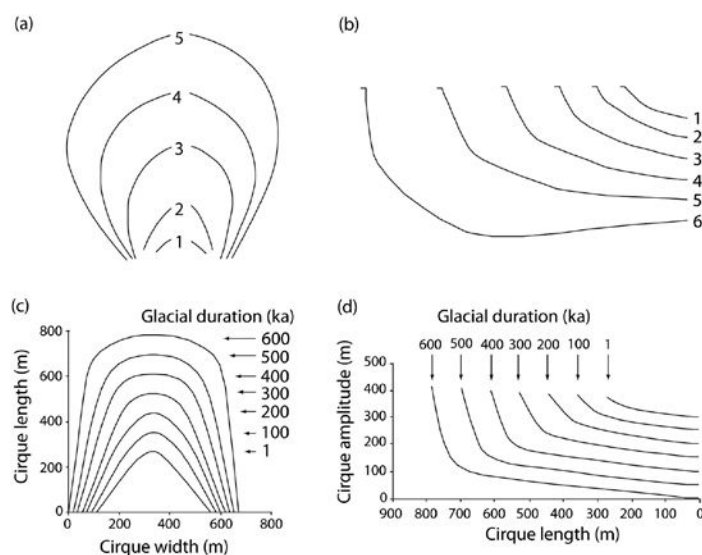 (a)
5
4
3
2
1
(b)
1
2
3
4
5
6
(c)
Glacial duration (ka)
600
500
400
300
200
100
1
Cirque length (m)
800
600
400
200
0
0 200 400 600 800
Cirque width (m)
(d)
Glacial duration (ka)
600 500 400 300 200 100 1
Cirque amplitude (m)
500
400
300
200
100
0
900 800 700 600 500 400 300 200 100 0
Cirque length (m)